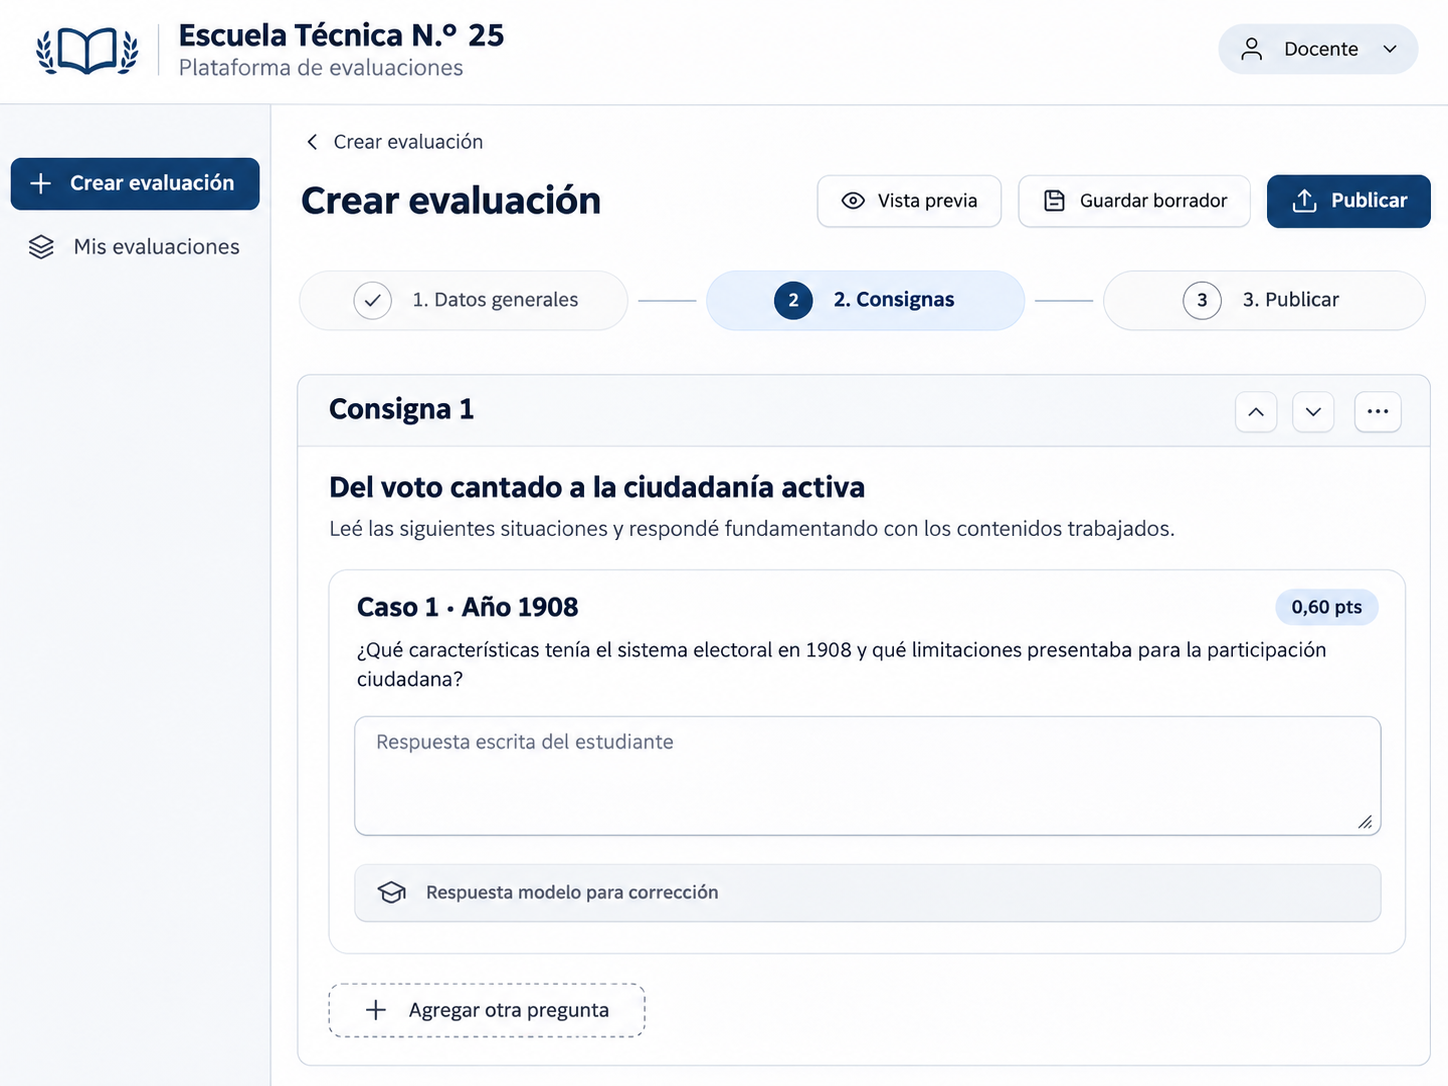 Escuela Técnica N.º 25
Plataforma de evaluaciones
Docente
Crear evaluación
Mis evaluaciones
Crear evaluación
Crear evaluación
Vista previa
Guardar borrador
Publicar
1. Datos generales
2
2. Consignas
3
3. Publicar
Consigna 1
Del voto cantado a la ciudadanía activa
Leé las siguientes situaciones y respondé fundamentando con los contenidos trabajados.
Caso 1 · Año 1908
0,60 pts
¿Qué características tenía el sistema electoral en 1908 y qué limitaciones presentaba para la participación
ciudadana?
Respuesta escrita del estudiante
Respuesta modelo para corrección
Agregar otra pregunta